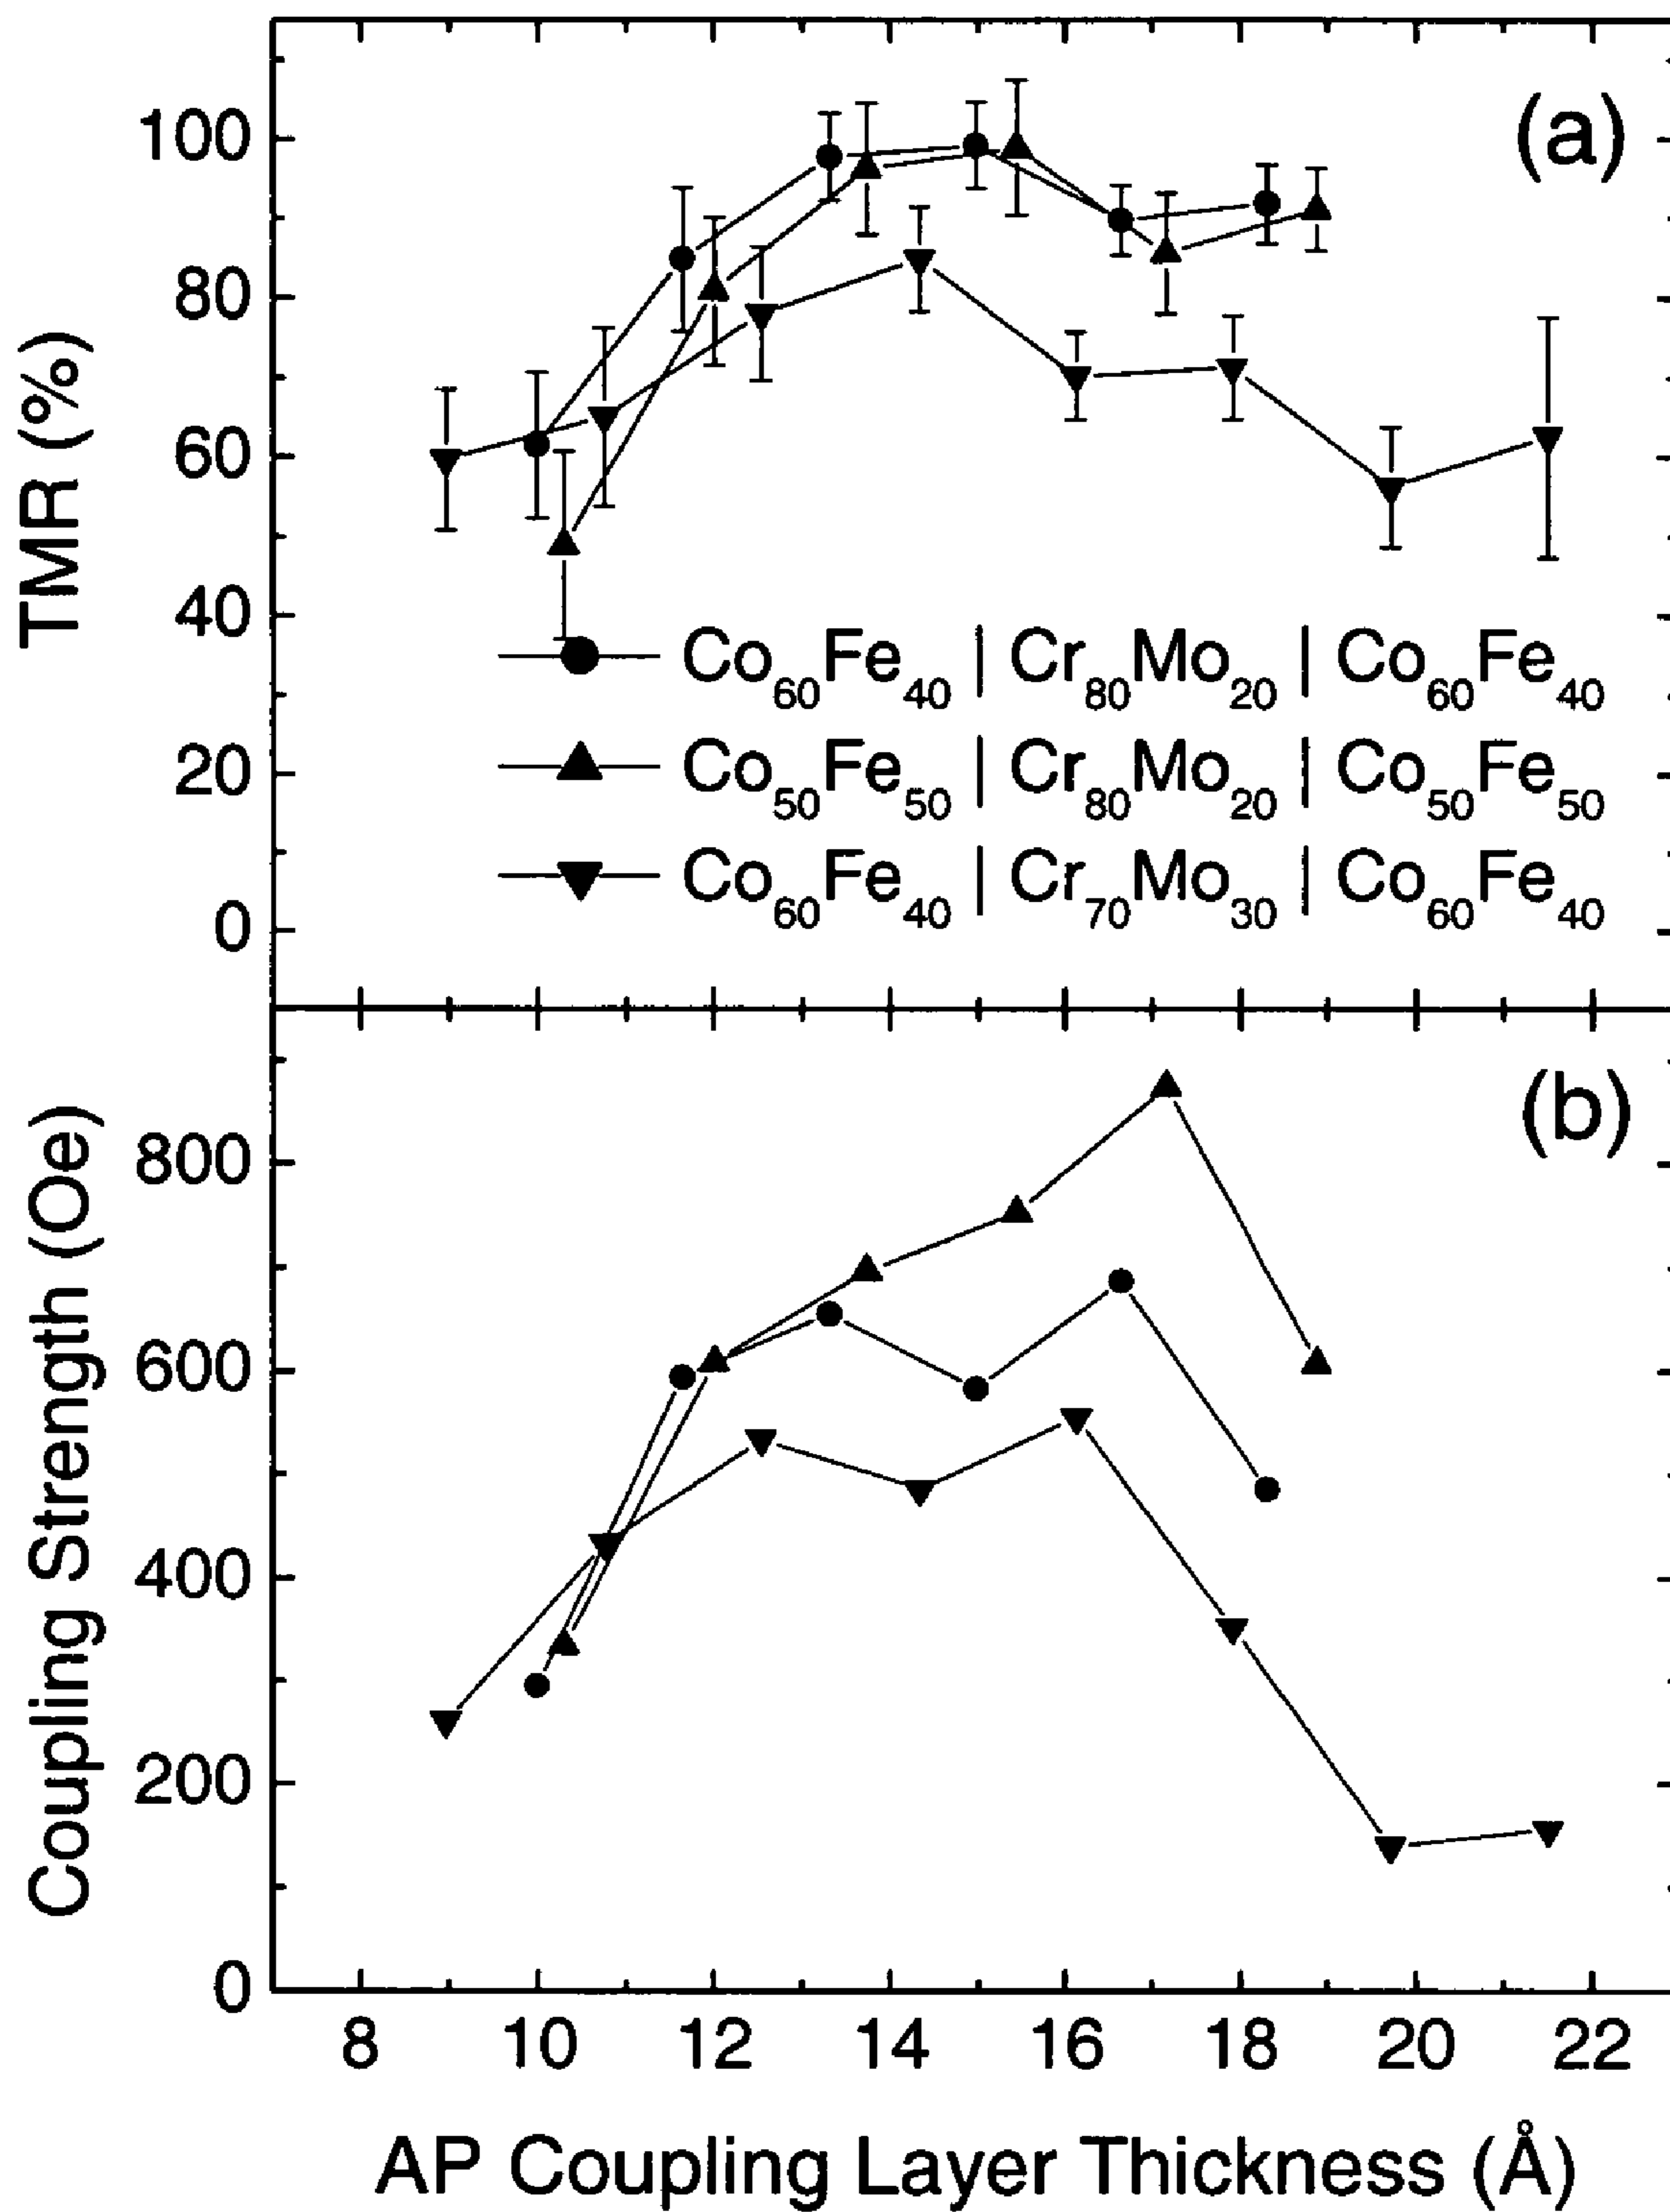 (a)
TMR (%)
100
80
60
40
20
0
Co60Fe40 | Cr80Mo20 | Co60Fe40
Co50Fe50 | Cr80Mo20 | Co50Fe50
Co60Fe40 | Cr70Mo30 | Co60Fe40
(b)
Coupling Strength (Oe)
800
600
400
200
0
8 10 12 14 16 18 20 22
AP Coupling Layer Thickness (Å)